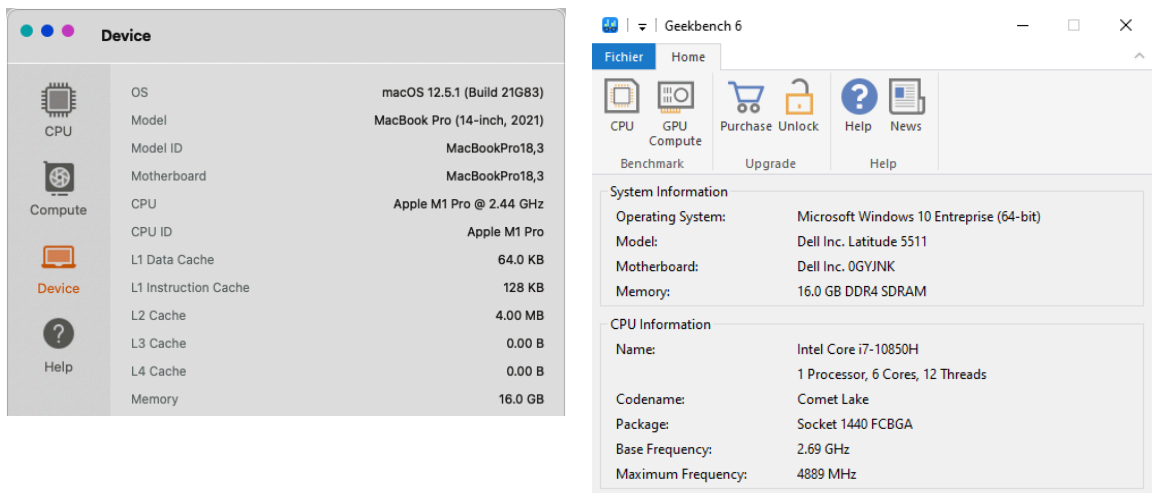 Device
CPU
Compute
Device
Help
OS macOS 12.5.1 (Build 21G83)
Model MacBook Pro (14-inch, 2021)
Model ID MacBookPro18,3
Motherboard MacBookPro18,3
CPU Apple M1 Pro @ 2.44 GHz
CPU ID Apple M1 Pro
L1 Data Cache 64.0 KB
L1 Instruction Cache 128 KB
L2 Cache 4.00 MB
L3 Cache 0.00 B
L4 Cache 0.00 B
Memory 16.0 GB
Geekbench 6
Fichier Home
CPU GPU Purchase Unlock Help News
Compute
Benchmark Upgrade Help
System Information
Operating System: Microsoft Windows 10 Entreprise (64-bit)
Model: Dell Inc. Latitude 5511
Motherboard: Dell Inc. 0GYJNK
Memory: 16.0 GB DDR4 SDRAM
CPU Information
Name: Intel Core i7-10850H
1 Processor, 6 Cores, 12 Threads
Codename: Comet Lake
Package: Socket 1440 FCBGA
Base Frequency: 2.69 GHz
Maximum Frequency: 4889 MHz